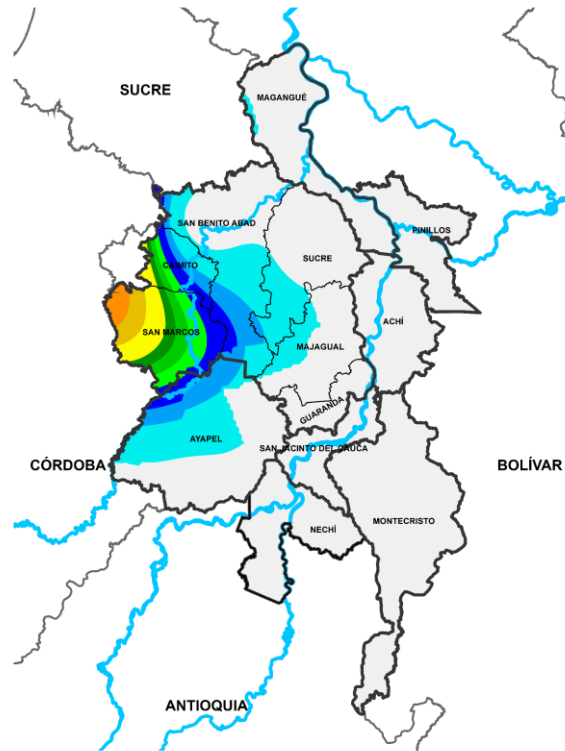 SUCRE
MAGANGUÉ
SAN BENITO ABAD
PINILLOS
SUCRE
CAIMITO
ACHÍ
SAN MARCOS
MAJAGUAL
GUARANDA
AYAPEL
SAN JACINTO DEL CAUCA
CÓRDOBA
BOLÍVAR
MONTECRISTO
NECHÍ
ANTIOQUIA